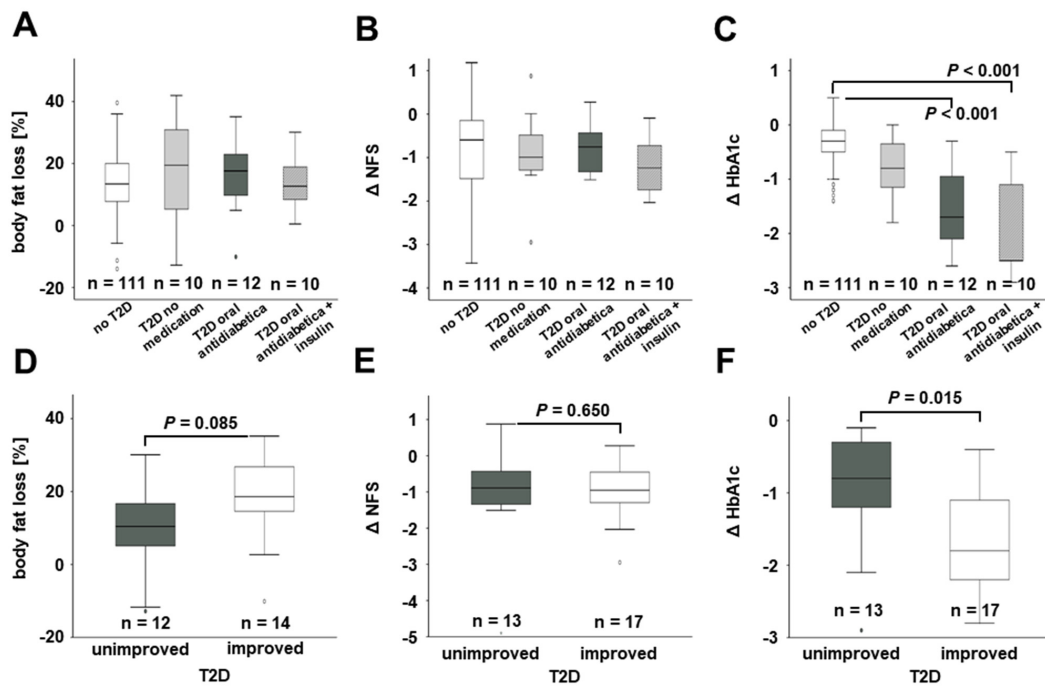 A
body fat loss [%]
40
20
0
-20
n = 111 n = 10 n = 12 n = 10
no T2D
T2D no
medication
T2D oral
antidiabetica
T2D oral
antidiabetica +
insulin
B
Δ NFS
1
0
-1
-2
-3
-4
n = 111 n = 10 n = 12 n = 10
no T2D
T2D no
medication
T2D oral
antidiabetica
T2D oral
antidiabetica +
insulin
C
Δ HbA1c
1
0
-1
-2
-3
P < 0.001
P < 0.001
n = 111 n = 10 n = 12 n = 10
no T2D
T2D no
medication
T2D oral
antidiabetica
T2D oral
antidiabetica +
insulin
D
body fat loss [%]
40
20
0
-20
P = 0.085
n = 12 n = 14
unimproved improved
T2D
E
Δ NFS
1
0
-1
-2
-3
-4
-5
P = 0.650
n = 13 n = 17
unimproved improved
T2D
F
Δ HbA1c
-0
-1
-2
-3
P = 0.015
n = 13 n = 17
unimproved improved
T2D